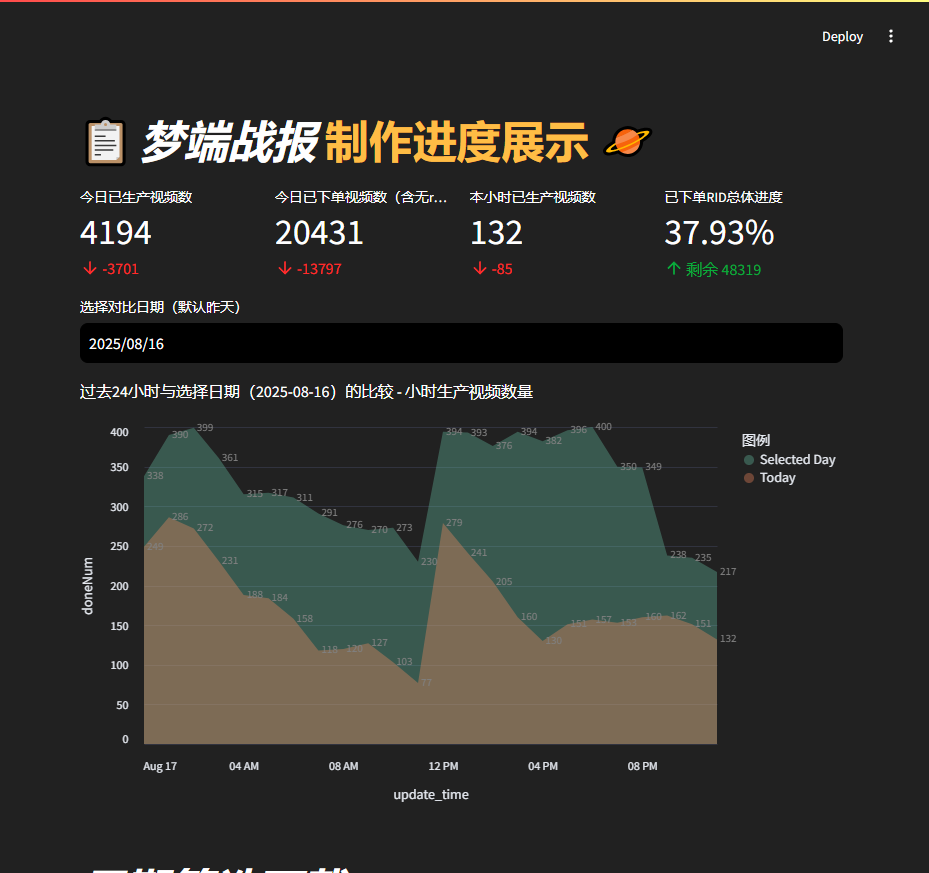 Deploy
梦端战报 制作进度展示
今日已生产视频数
4194
-3701
今日已下单视频数（含无r...
20431
-13797
本小时已生产视频数
132
-85
已下单RID总体进度
37.93%
剩余 48319
选择对比日期（默认昨天）
2025/08/16
过去24小时与选择日期（2025-08-16）的比较 - 小时生产视频数量
图例
Selected Day
Today
doneNum
400
350
300
250
200
150
100
50
0
338 390 399 361 315 317 311 291 276 270 273 230 394 393 376 394 382 396 400 350 349 238 235 217
249 286 272 231 188 184 158 118 120 127 103 77 279 241 205 160 130 157 160 162 151 132
Aug 17 04 AM 08 AM 12 PM 04 PM 08 PM
update_time